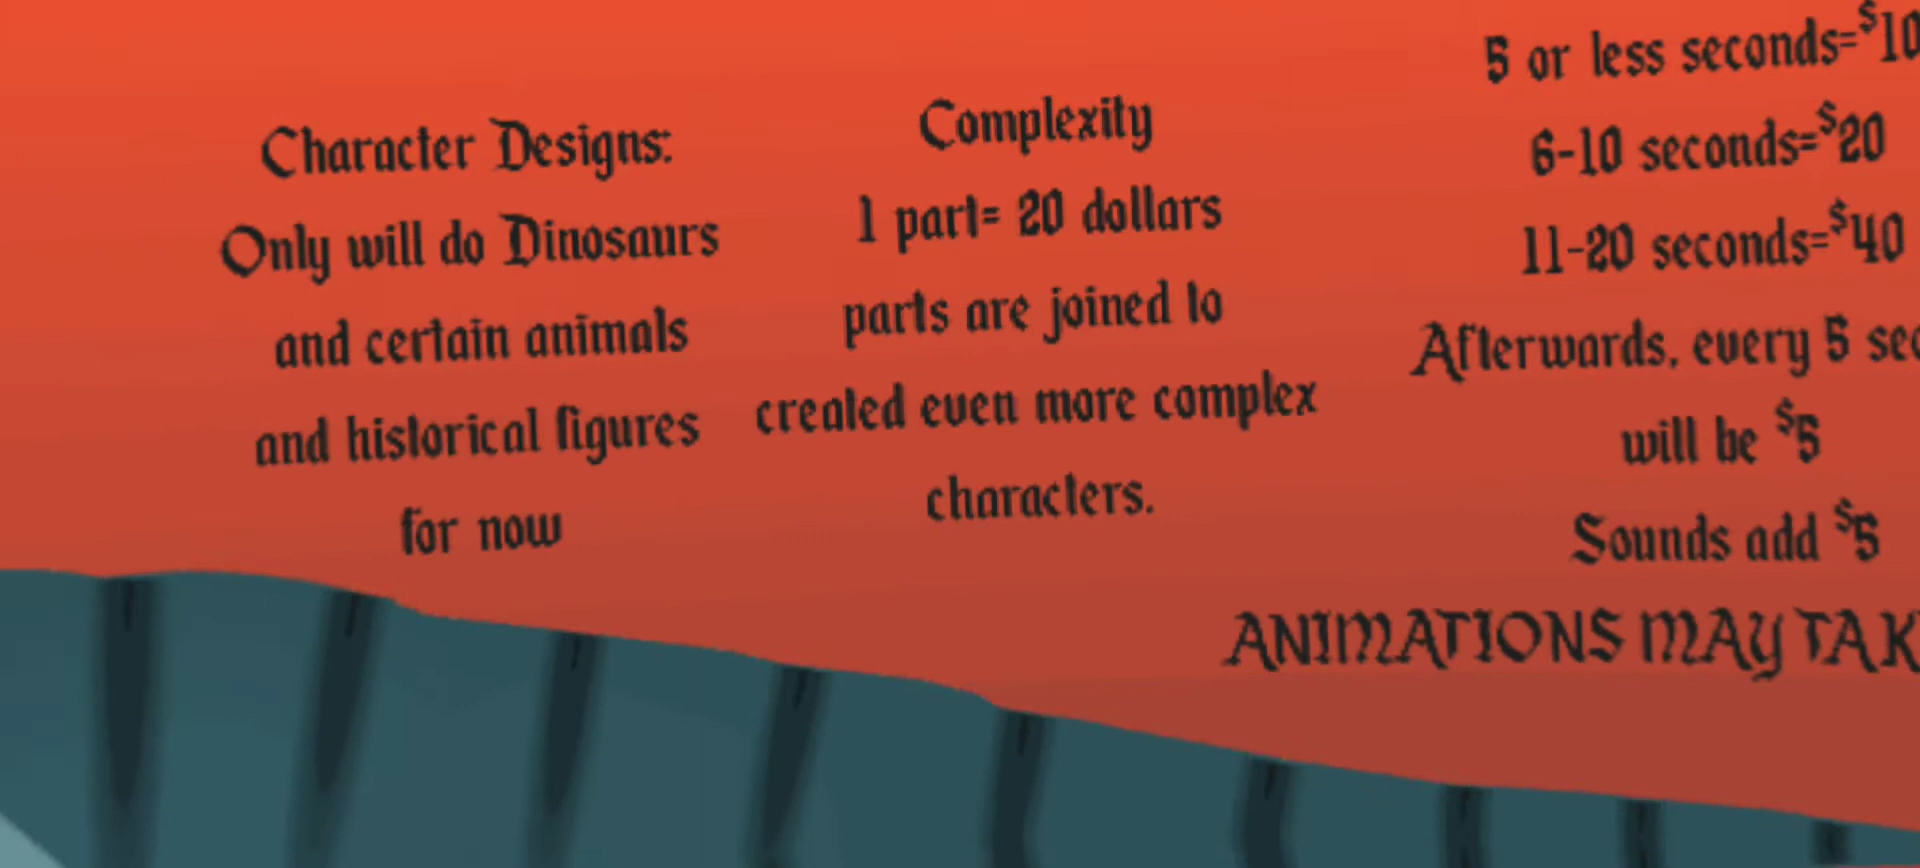 Character Designs:
Only will do Dinosaurs
and certain animals
and historical figures
for now
Complexity
1 part= 20 dollars
parts are joined to
created even more complex
characters.
5 or less seconds=$10
6-10 seconds=$20
11-20 seconds=$40
Afterwards, every 5
will be $5
Sounds add $5
ANIMATIONS MAY